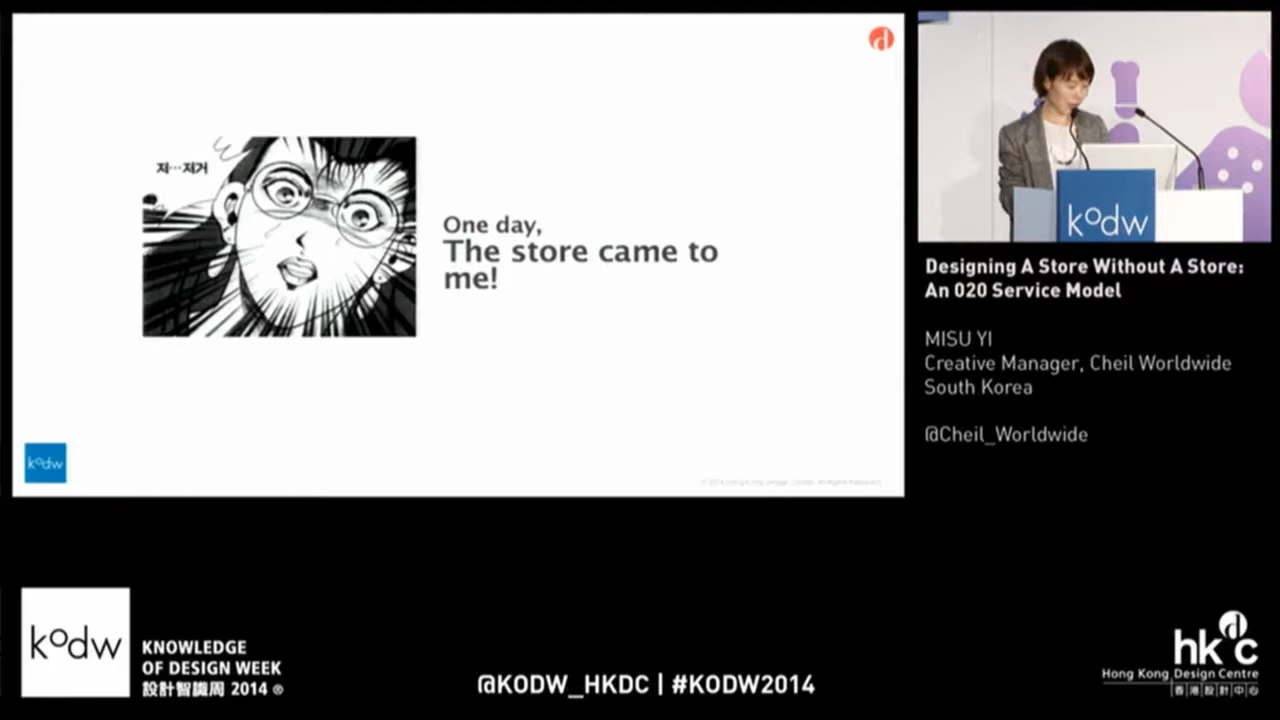 저…저거
One day,
The store came to
me!
kodw
kodw
Designing A Store Without A Store:
An O2O Service Model
MISU YI
Creative Manager, Cheil Worldwide
South Korea
@Cheil_Worldwide
kodw
KNOWLEDGE
OF DESIGN WEEK
設計智識周 2014 ®
@KODW_HKDC | #KODW2014
hkdc
Hong Kong Design Centre
香港設計中心